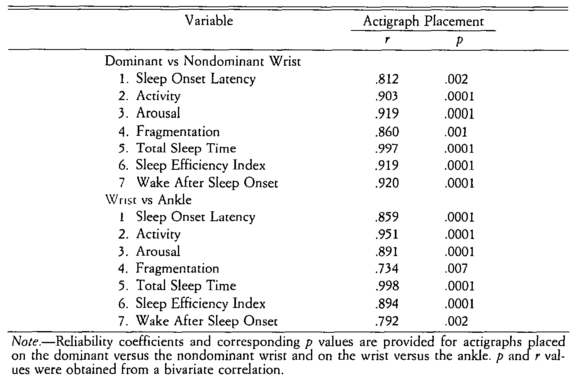 Variable Actigraph Placement
r p
Dominant vs Nondominant Wrist
1. Sleep Onset Latency .812 .002
2. Activity .903 .0001
3. Arousal .919 .0001
4. Fragmentation .860 .001
5. Total Sleep Time .997 .0001
6. Sleep Efficiency Index .919 .0001
7 Wake After Sleep Onset .920 .0001
Wrist vs Ankle
1 Sleep Onset Latency .859 .0001
2. Activity .951 .0001
3. Arousal .891 .0001
4. Fragmentation .734 .007
5. Total Sleep Time .998 .0001
6. Sleep Efficiency Index .894 .0001
7. Wake After Sleep Onset .792 .002
Note.—Reliability coefficients and corresponding p values are provided for actigraphs placed
on the dominant versus the nondominant wrist and on the wrist versus the ankle. p and r val-
ues were obtained from a bivariate correlation.